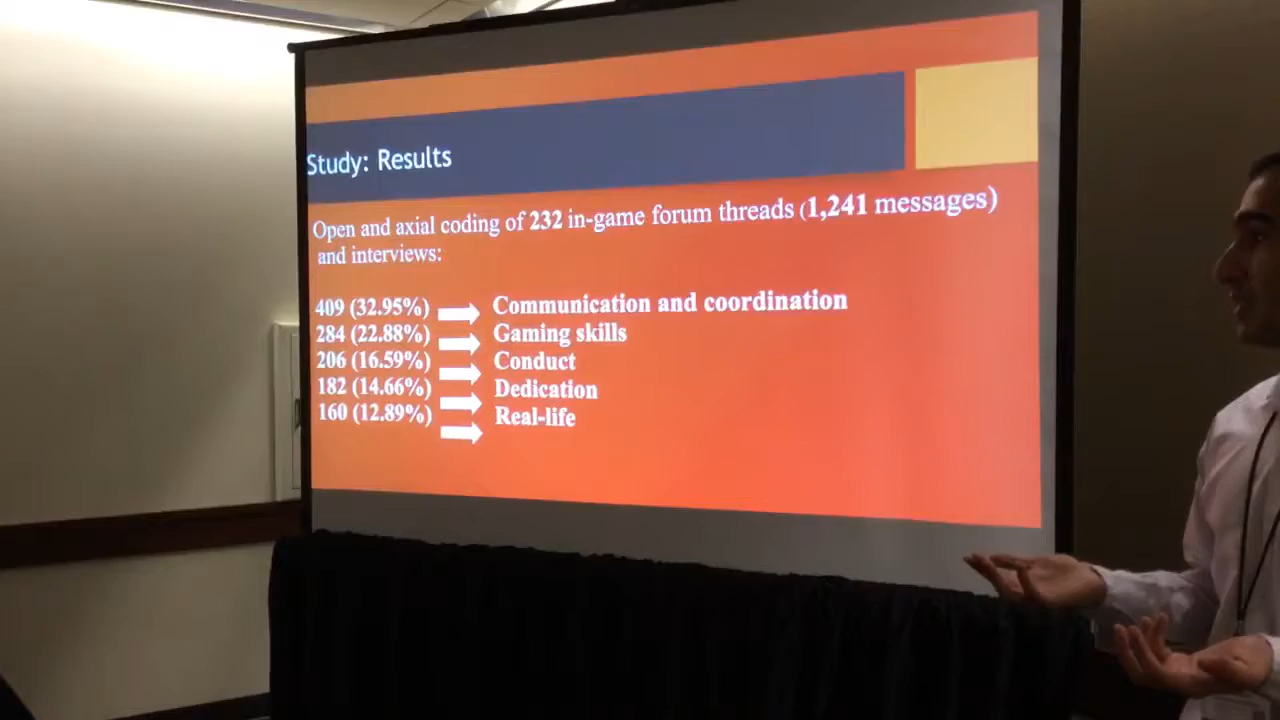 Study: Results
Open and axial coding of 232 in-game forum threads (1,241 messages)
and interviews:
409 (32.95%) Communication and coordination
284 (22.88%) Gaming skills
206 (16.59%) Conduct
182 (14.66%) Dedication
160 (12.89%) Real-life